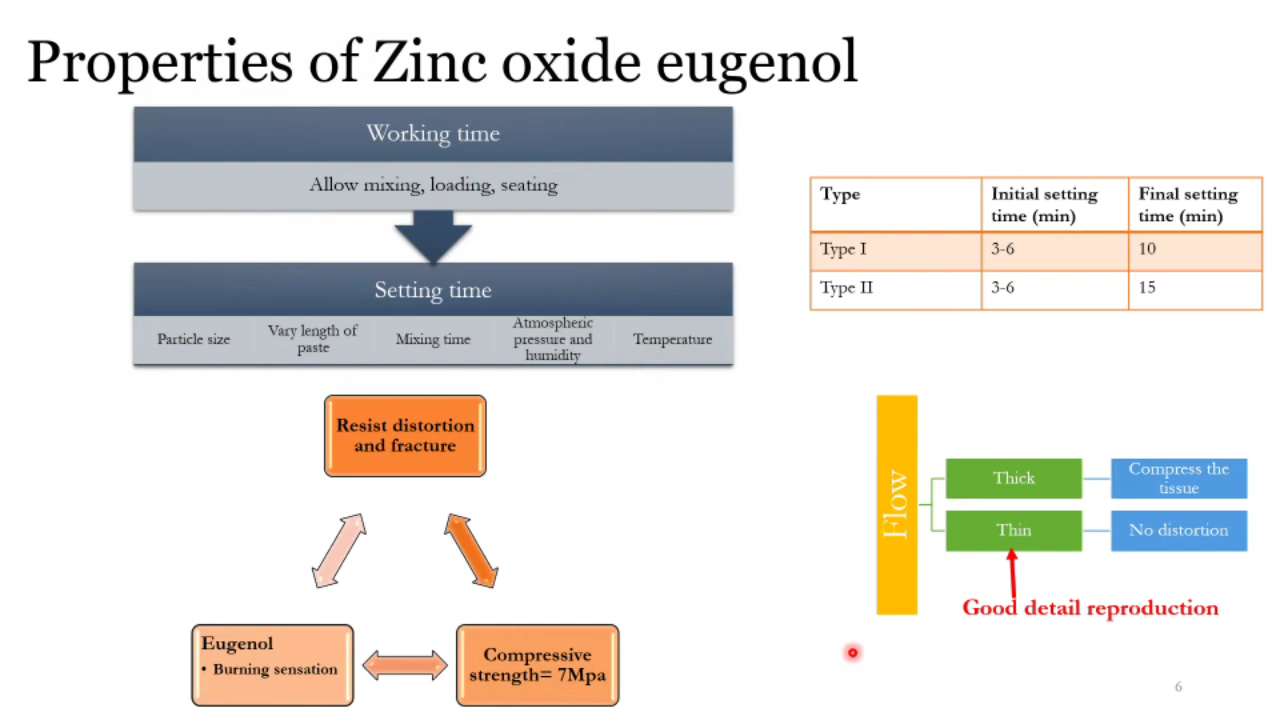 Properties of Zinc oxide eugenol
Working time
Allow mixing, loading, seating
Setting time
Particle size
Vary length of
paste
Mixing time
Atmospheric
pressure and
humidity
Temperature
Type
Initial setting
time (min)
Final setting
time (min)
Type I
3-6
10
Type II
3-6
15
Resist distortion
and fracture
Eugenol
• Burning sensation
Compressive
strength= 7Mpa
Flow
Thick
Compress the
tissue
Thin
No distortion
Good detail reproduction
6